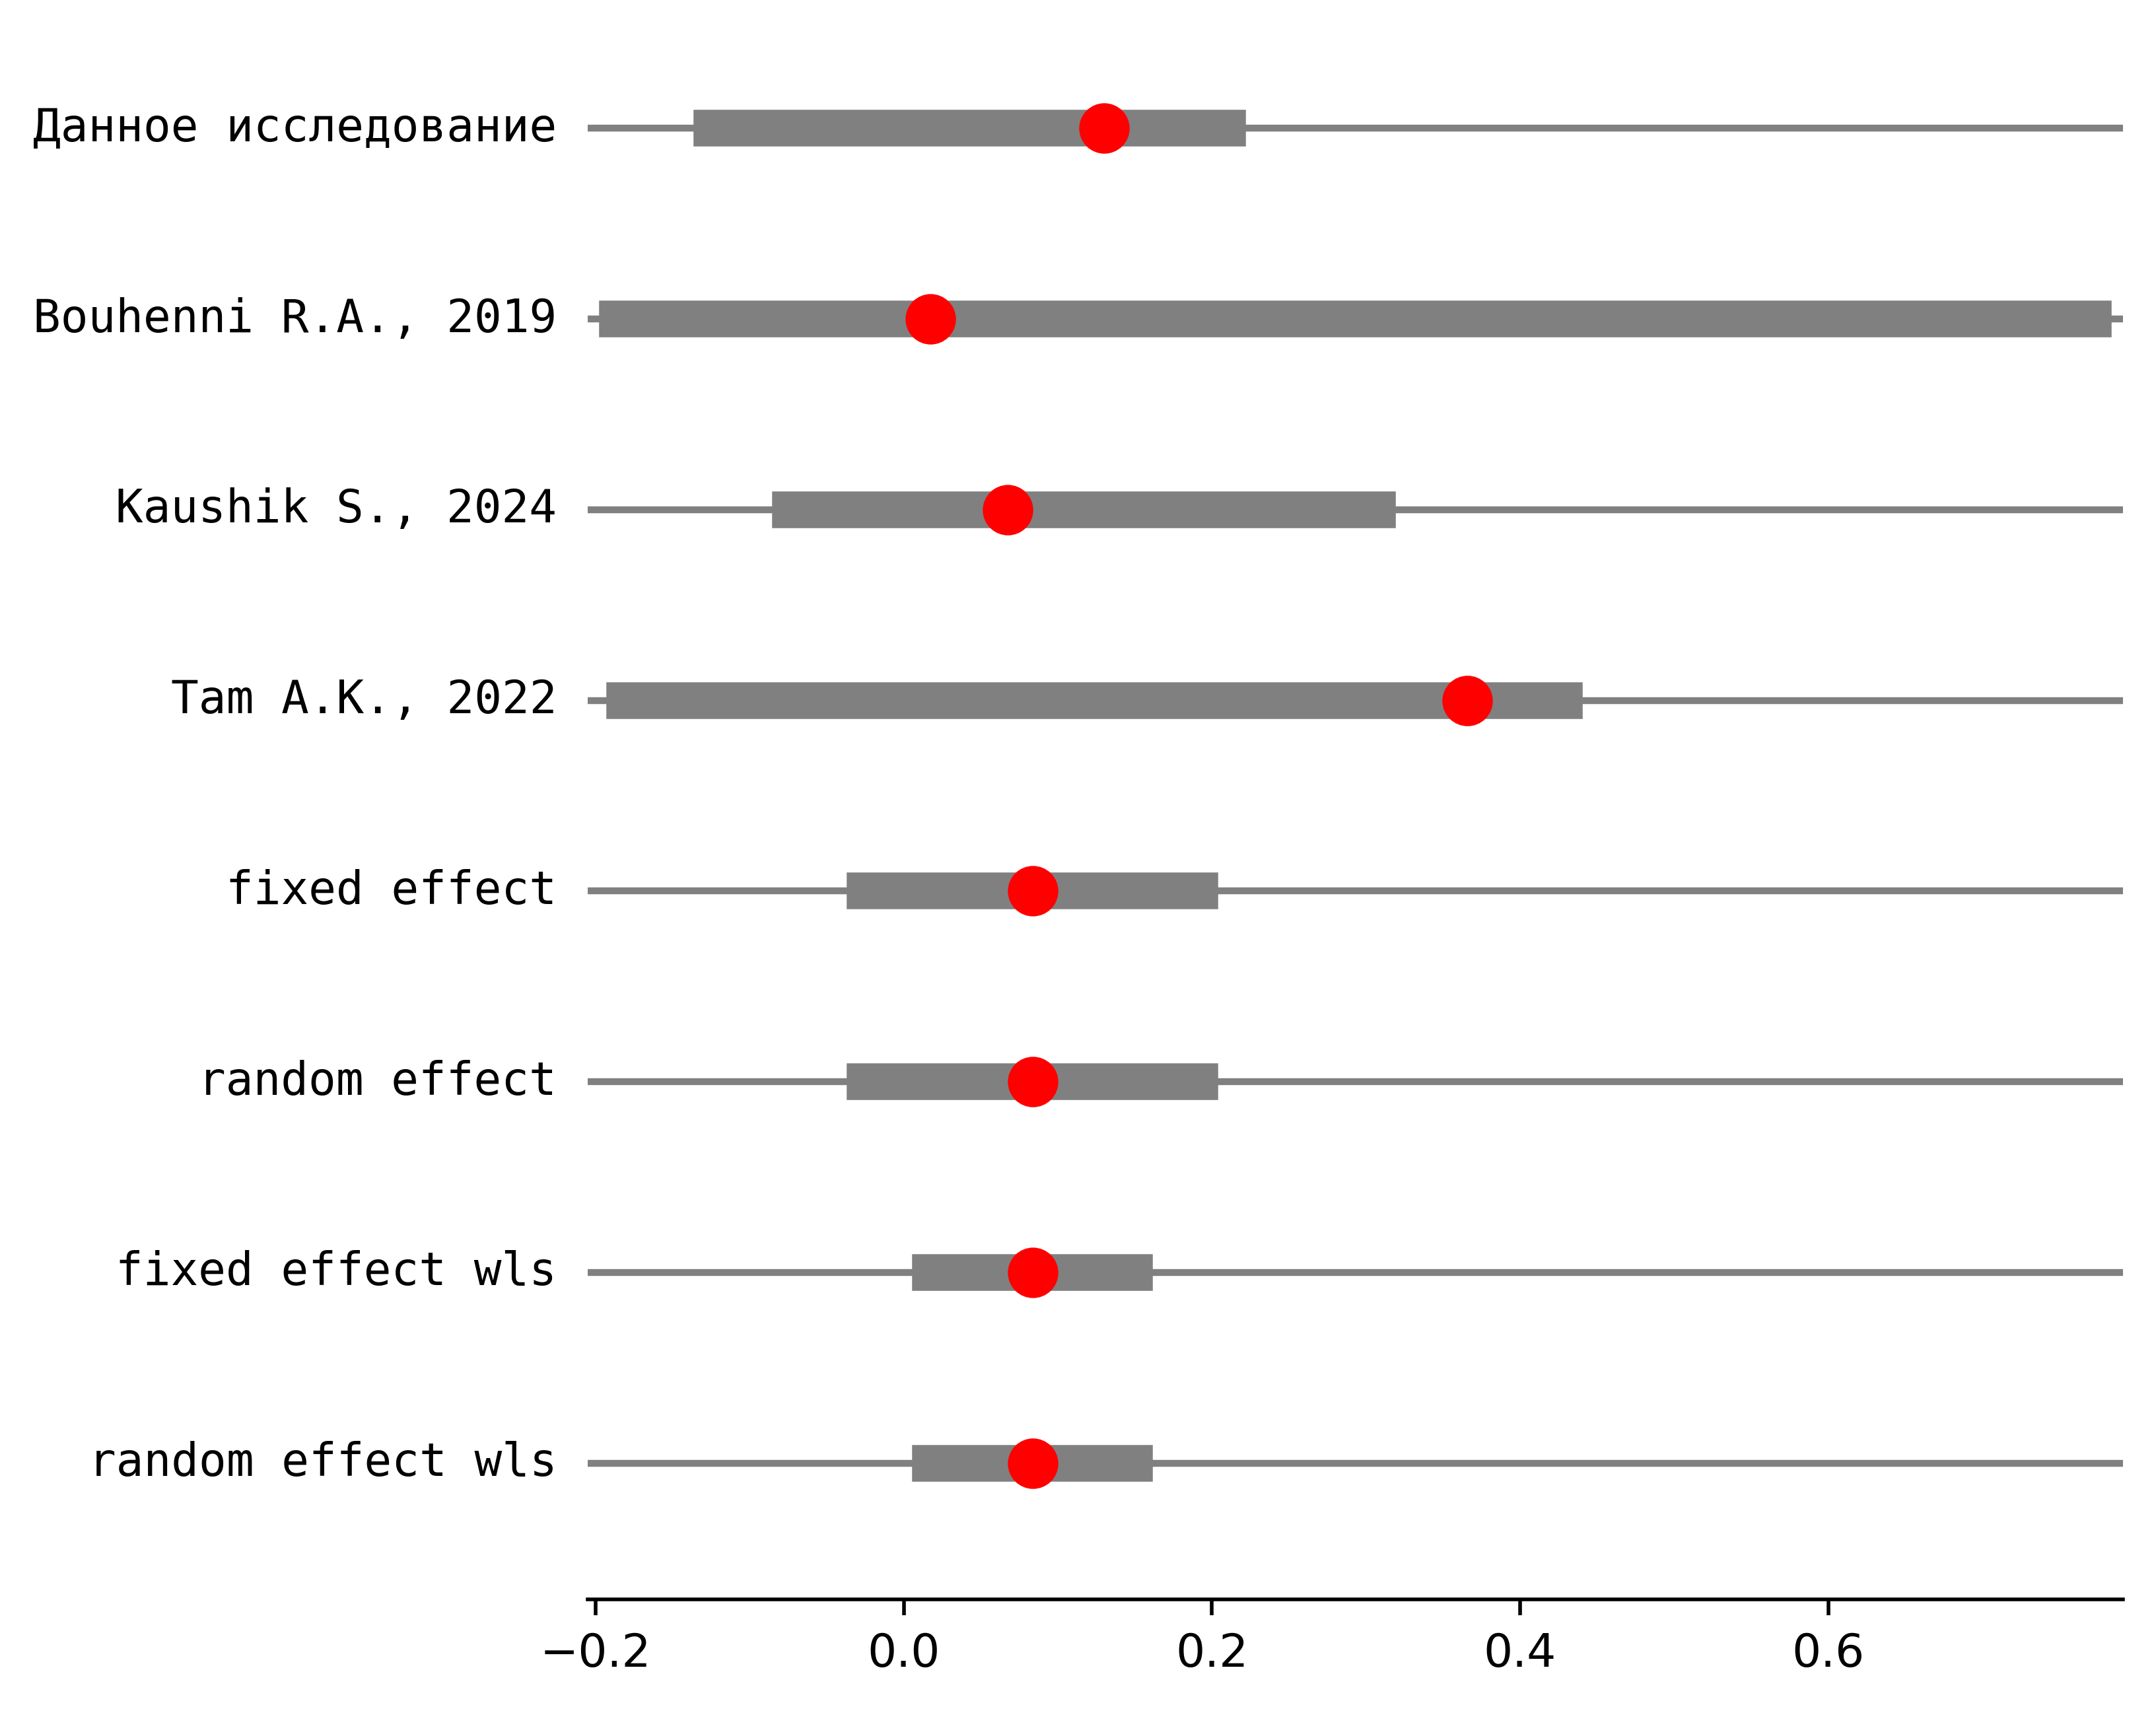 Данное исследование
Bouhenni R.A., 2019
Kaushik S., 2024
Tam A.K., 2022
fixed effect
random effect
fixed effect wls
random effect wls
−0.2 0.0 0.2 0.4 0.6